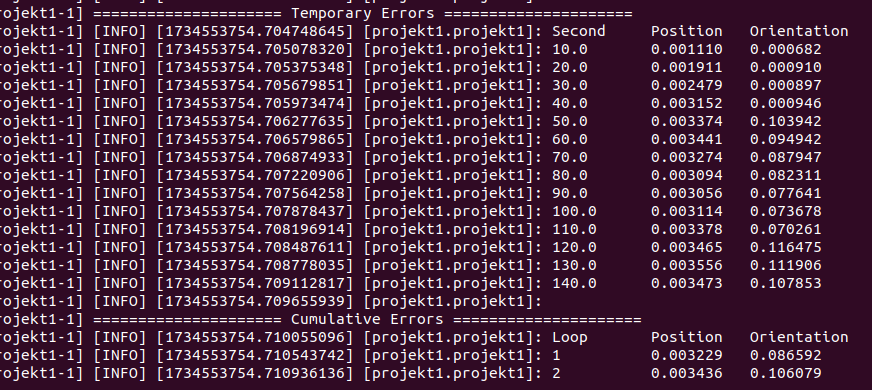 rojekt1-1] ===================== Temporary Errors =====================
rojekt1-1] [INFO] [1734553754.704748645] [projekt1.projekt1]: Second Position Orientation
rojekt1-1] [INFO] [1734553754.705078320] [projekt1.projekt1]: 10.0 0.001110 0.000682
rojekt1-1] [INFO] [1734553754.705375348] [projekt1.projekt1]: 20.0 0.001911 0.000910
rojekt1-1] [INFO] [1734553754.705679851] [projekt1.projekt1]: 30.0 0.002479 0.000897
rojekt1-1] [INFO] [1734553754.705973474] [projekt1.projekt1]: 40.0 0.003152 0.000946
rojekt1-1] [INFO] [1734553754.706277635] [projekt1.projekt1]: 50.0 0.003374 0.103942
rojekt1-1] [INFO] [1734553754.706579865] [projekt1.projekt1]: 60.0 0.003441 0.094942
rojekt1-1] [INFO] [1734553754.706874933] [projekt1.projekt1]: 70.0 0.003274 0.087947
rojekt1-1] [INFO] [1734553754.707220906] [projekt1.projekt1]: 80.0 0.003094 0.082311
rojekt1-1] [INFO] [1734553754.707564258] [projekt1.projekt1]: 90.0 0.003056 0.077641
rojekt1-1] [INFO] [1734553754.707878437] [projekt1.projekt1]: 100.0 0.003114 0.073678
rojekt1-1] [INFO] [1734553754.708196914] [projekt1.projekt1]: 110.0 0.003378 0.070261
rojekt1-1] [INFO] [1734553754.708487611] [projekt1.projekt1]: 120.0 0.003465 0.116475
rojekt1-1] [INFO] [1734553754.708778035] [projekt1.projekt1]: 130.0 0.003556 0.111906
rojekt1-1] [INFO] [1734553754.709112817] [projekt1.projekt1]: 140.0 0.003473 0.107853
rojekt1-1] [INFO] [1734553754.709655939] [projekt1.projekt1]:
rojekt1-1] ===================== Cumulative Errors =====================
rojekt1-1] [INFO] [1734553754.710055096] [projekt1.projekt1]: Loop Position Orientation
rojekt1-1] [INFO] [1734553754.710543742] [projekt1.projekt1]: 1 0.003229 0.086592
rojekt1-1] [INFO] [1734553754.710936136] [projekt1.projekt1]: 2 0.003436 0.106079